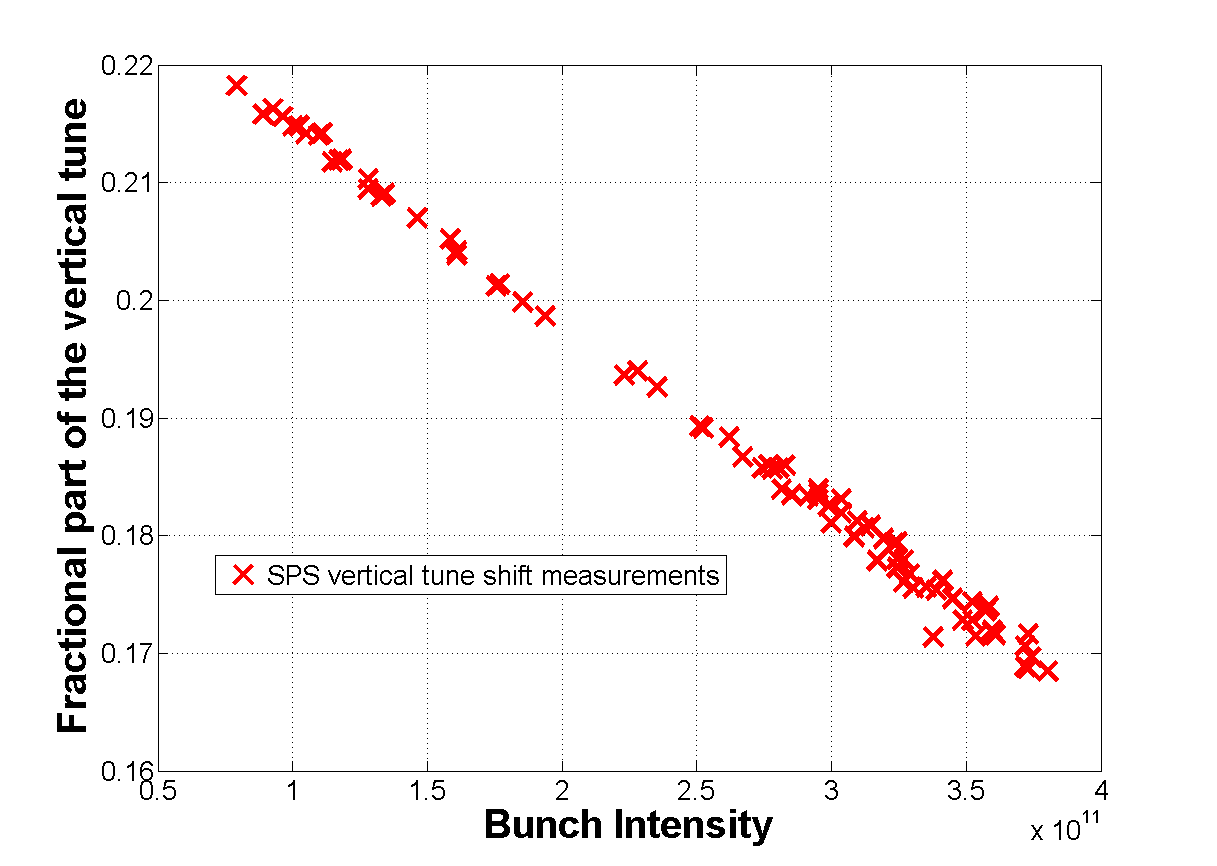 Fractional part of the vertical tune
0.22
0.21
0.2
0.19
0.18
0.17
0.16
SPS vertical tune shift measurements
0.5 1 1.5 2 2.5 3 3.5 4
Bunch Intensity
x 10¹¹